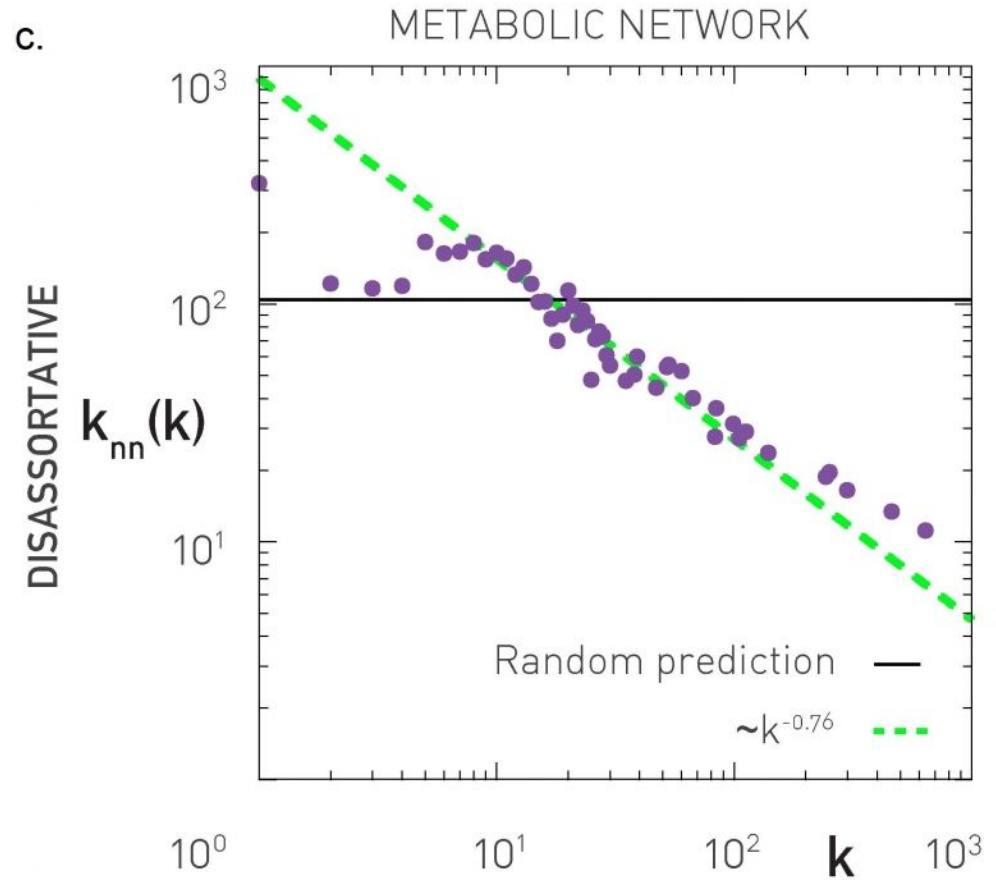 c.
METABOLIC NETWORK
10³
10²
DISASSORTATIVE
kₙₙ(k)
10¹
Random prediction
~k⁻⁰·⁷⁶
10⁰
10¹
10²
k
10³